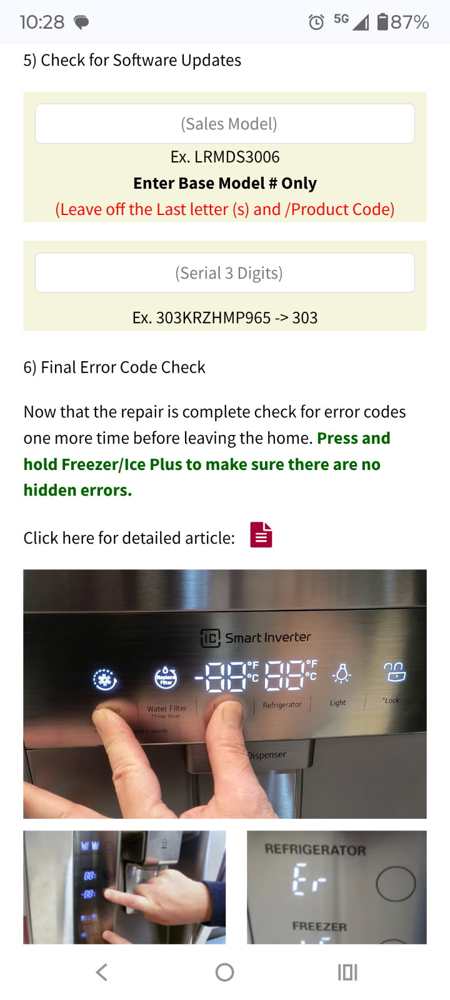 10:28
5G
87%
5) Check for Software Updates
(Sales Model)
Ex. LRMDS3006
Enter Base Model # Only
(Leave off the Last letter (s) and /Product Code)
(Serial 3 Digits)
Ex. 303KRZHMP965 -> 303
6) Final Error Code Check
Now that the repair is complete check for error codes
one more time before leaving the home. Press and
hold Freezer/Ice Plus to make sure there are no
hidden errors.
Click here for detailed article:
Smart Inverter
Replace
Filter
-88 °F °C 88 °F °C
Water Filter
*Filter Reset
Refrigerator
Light
*Lock
Dispenser
88
-88
REFRIGERATOR
Er
FREEZER